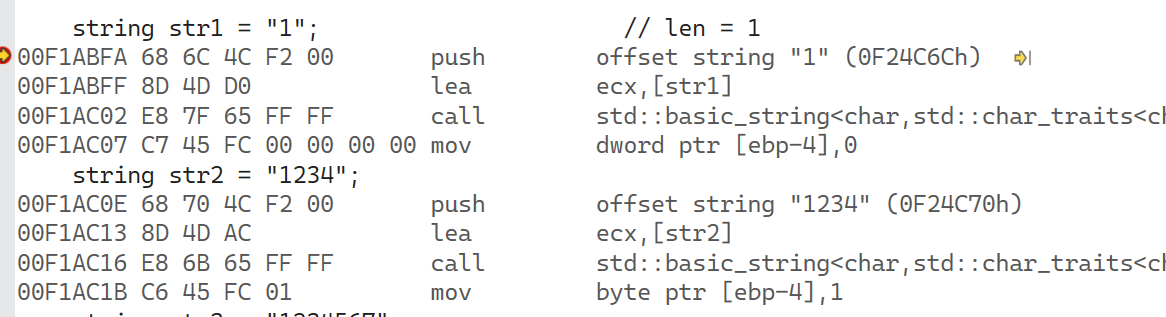 string str1 = "1"; // len = 1
00F1ABFA 68 6C 4C F2 00 push offset string "1" (0F24C6Ch)
00F1ABFF 8D 4D D0 lea ecx,[str1]
00F1AC02 E8 7F 65 FF FF call std::basic_string<char,std::char_traits<ch
00F1AC07 C7 45 FC 00 00 00 00 mov dword ptr [ebp-4],0
string str2 = "1234";
00F1AC0E 68 70 4C F2 00 push offset string "1234" (0F24C70h)
00F1AC13 8D 4D AC lea ecx,[str2]
00F1AC16 E8 6B 65 FF FF call std::basic_string<char,std::char_traits<ch
00F1AC1B C6 45 FC 01 mov byte ptr [ebp-4],1